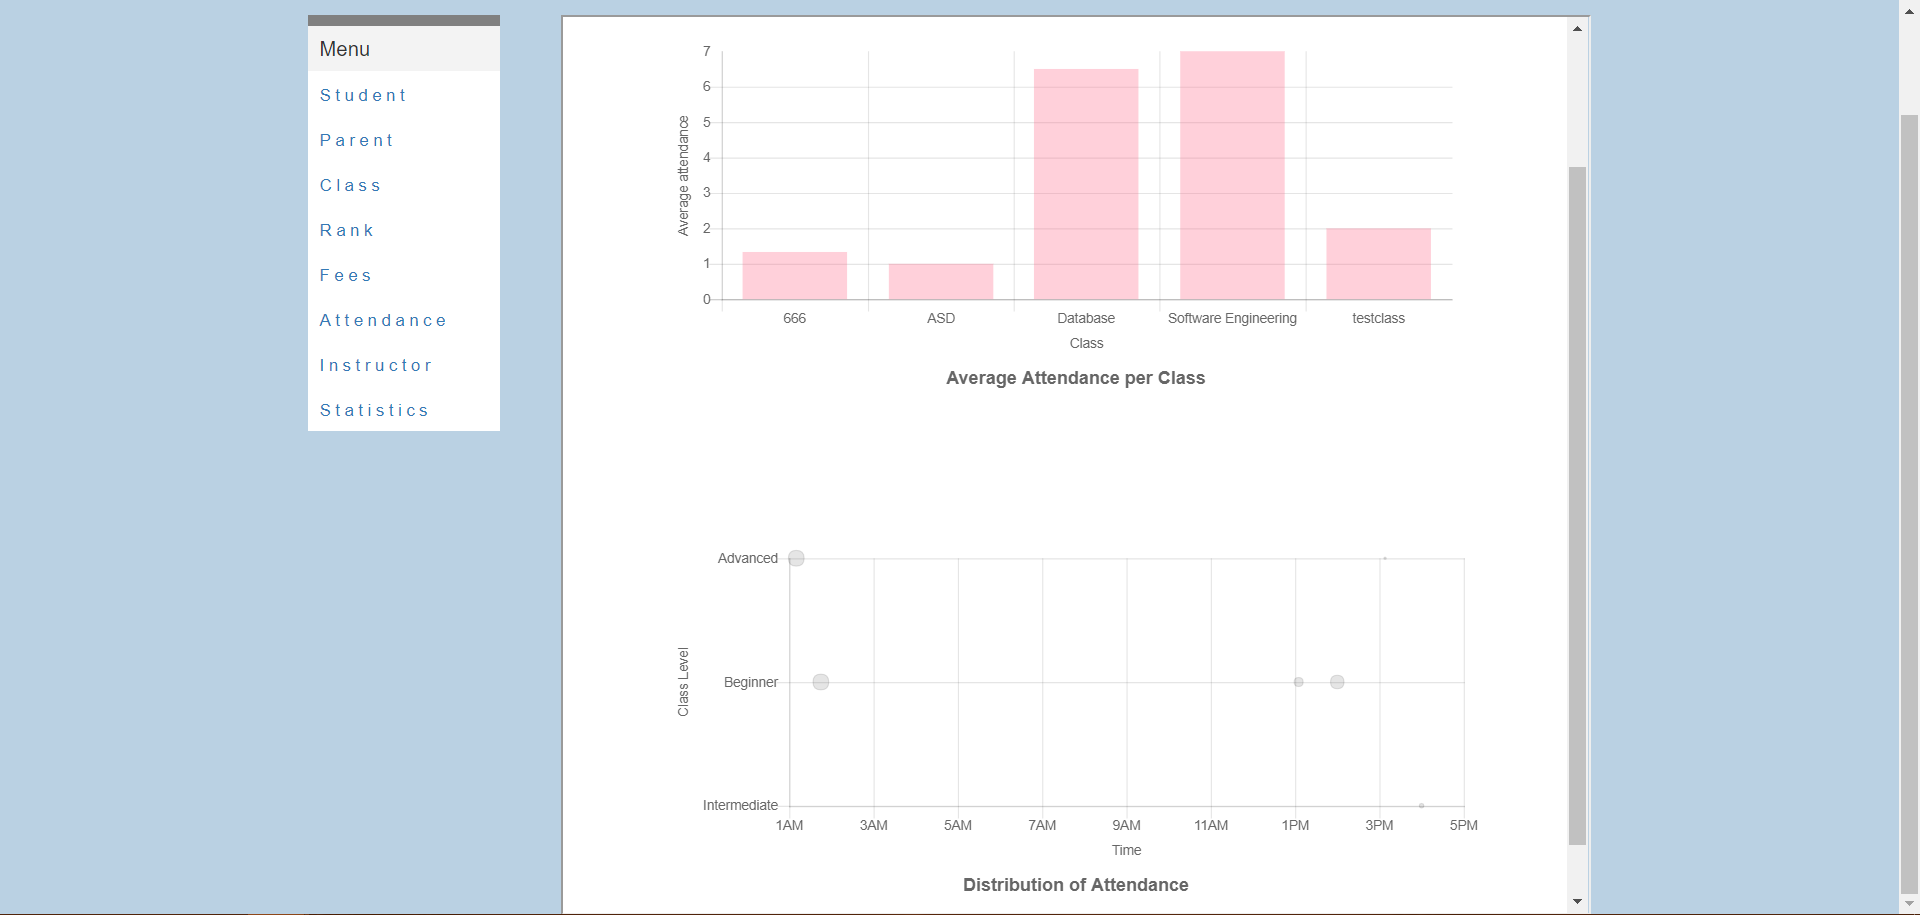 Menu
Student
Parent
Class
Rank
Fees
Attendance
Instructor
Statistics
7
6
5
4
3
2
1
0
Average attendance
666 ASD Database Software Engineering testclass
Class
Average Attendance per Class
Advanced
Beginner
Intermediate
Class Level
1AM 3AM 5AM 7AM 9AM 11AM 1PM 3PM 5PM
Time
Distribution of Attendance